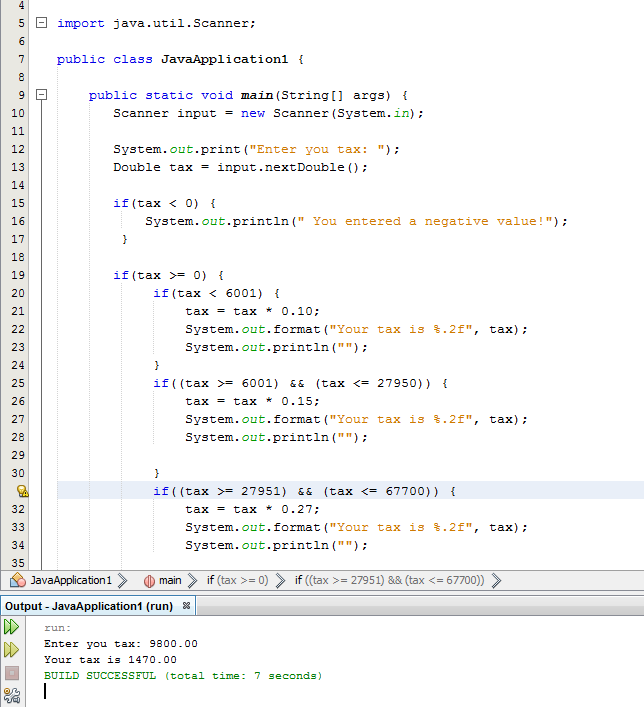 4
5 import java.util.Scanner;
6
7 public class JavaApplication1 {
8
9 public static void main(String[] args) {
10 Scanner input = new Scanner(System.in);
11
12 System.out.print("Enter you tax: ");
13 Double tax = input.nextDouble();
14
15 if(tax < 0) {
16 System.out.println(" You entered a negative value!");
17 }
18
19 if(tax >= 0) {
20 if(tax < 6001) {
21 tax = tax * 0.10;
22 System.out.format("Your tax is %.2f", tax);
23 System.out.println("");
24 }
25 if((tax >= 6001) && (tax <= 27950)) {
26 tax = tax * 0.15;
27 System.out.format("Your tax is %.2f", tax);
28 System.out.println("");
29
30 }
if((tax >= 27951) && (tax <= 67700)) {
32 tax = tax * 0.27;
33 System.out.format("Your tax is %.2f", tax);
34 System.out.println("");
35
JavaApplication1 main if (tax >= 0) if ((tax >= 27951) && (tax <= 67700))
Output - JavaApplication1 (run)
run:
Enter you tax: 9800.00
Your tax is 1470.00
BUILD SUCCESSFUL (total time: 7 seconds)